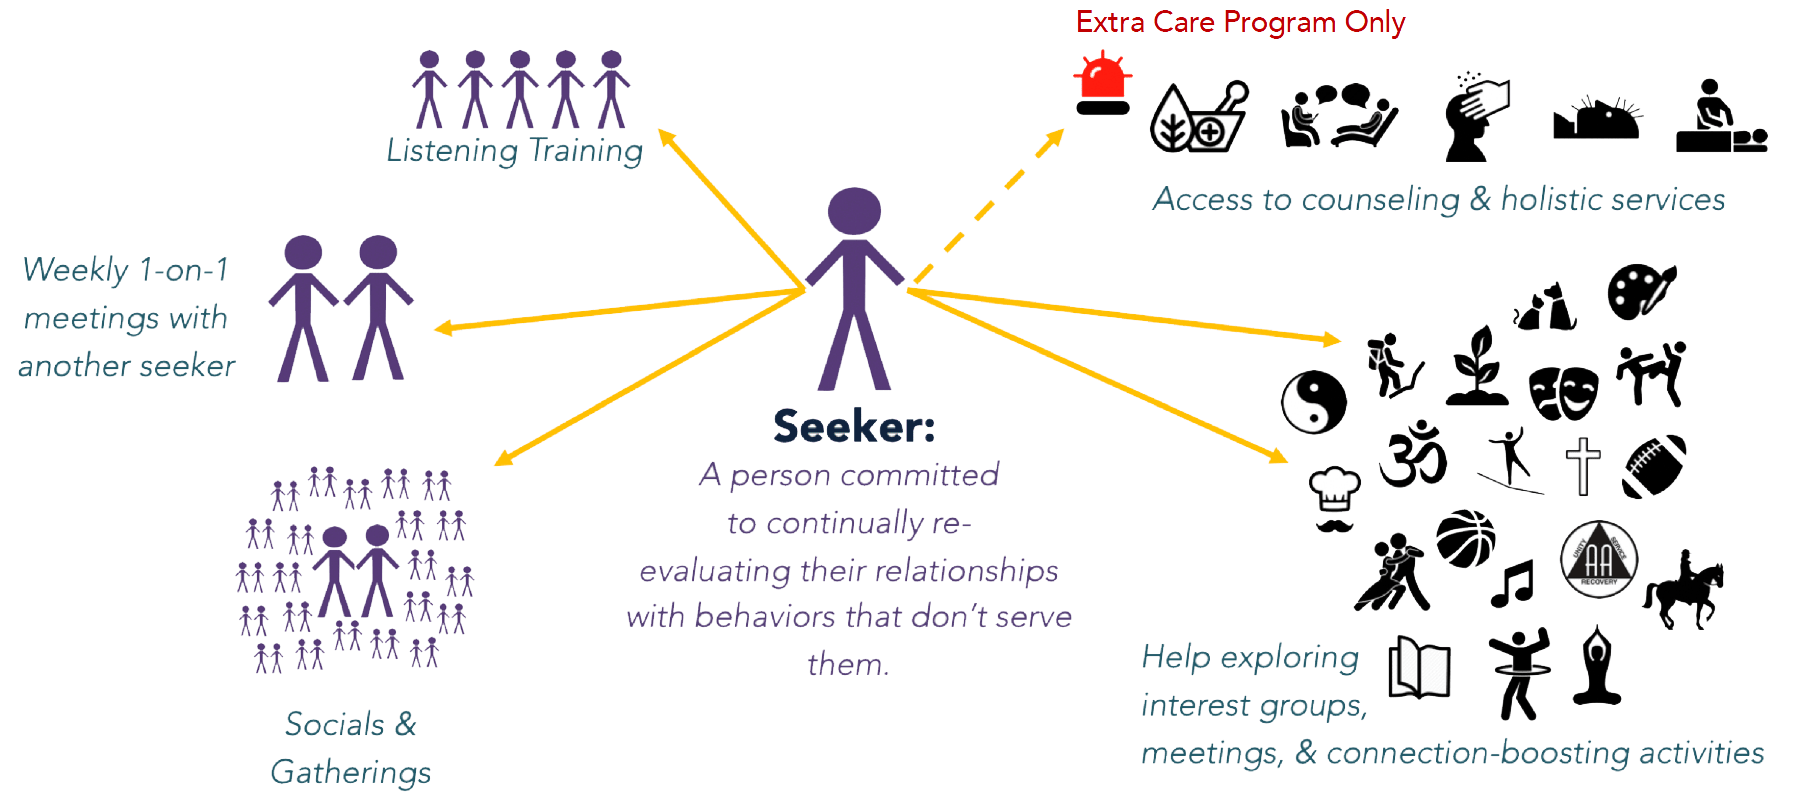 Extra Care Program Only
Listening Training
Access to counseling & holistic services
Weekly 1-on-1
meetings with
another seeker
Seeker:
A person committed
to continually re-
evaluating their relationships
with behaviors that don't serve
them.
Socials &
Gatherings
UNITY
SERVICE
AA
RECOVERY
Help exploring
interest groups,
meetings, & connection-boosting activities